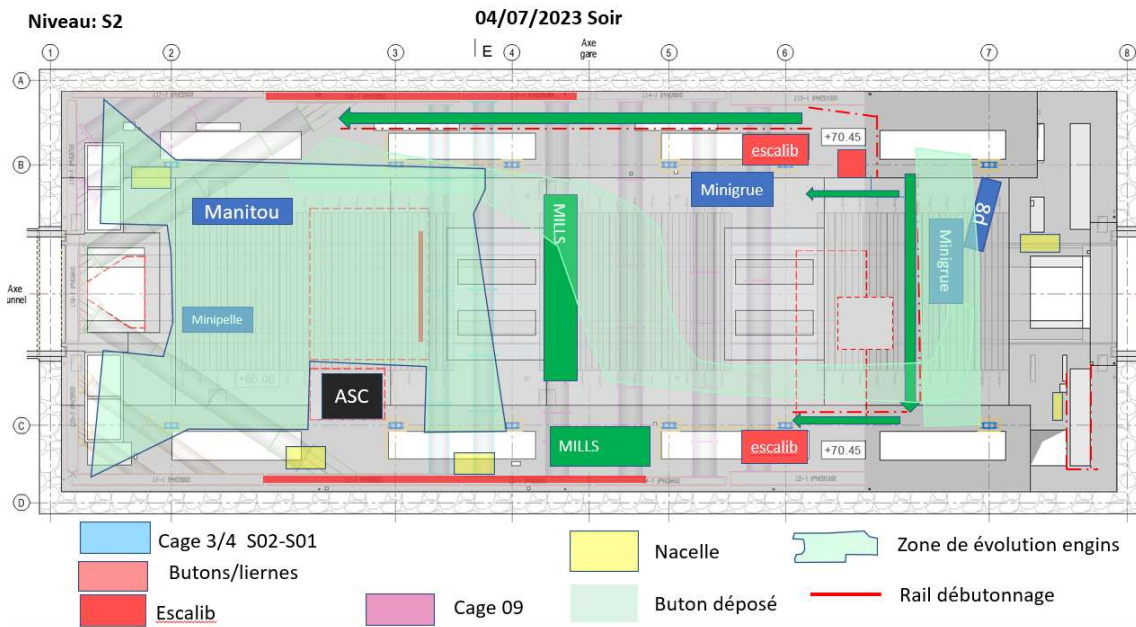 Niveau: S2
04/07/2023 Soir
1
2
3
E
4
Axe
gare
5
6
7
8
A
B
C
D
+70.45
escalib
Minigrue
8d
Manitou
MILLS
Minigrue
Axe
Minipelle
+65.00
ASC
MILLS
escalib
+70.45
Cage 3/4 S02-S01
Butons/liernes
Escalib
Cage 09
Nacelle
Buton déposé
Zone de évolution engins
Rail débutonnage